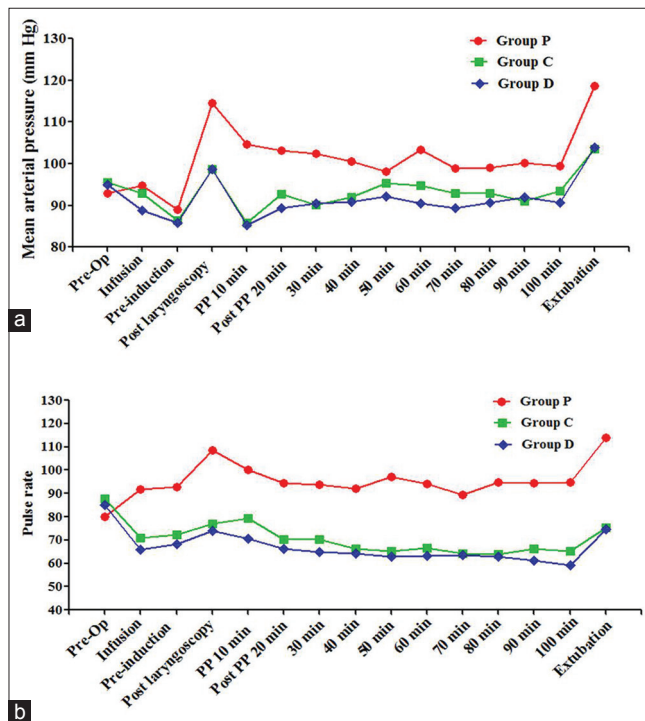 130
120
110
100
90
80
Mean arterial pressure (mm Hg)
Group P
Group C
Group D
Pre-Op
Infusion
Pre-induction
Post laryngoscopy
PP 10 min
Post PP 20 min
30 min
40 min
50 min
60 min
70 min
80 min
90 min
100 min
Extubation
a
130
120
110
100
90
80
70
60
50
40
Pulse rate
Group P
Group C
Group D
Pre-Op
Infusion
Pre-induction
Post laryngoscopy
PP 10 min
Post PP 20 min
30 min
40 min
50 min
60 min
70 min
80 min
90 min
100 min
Extubation
b